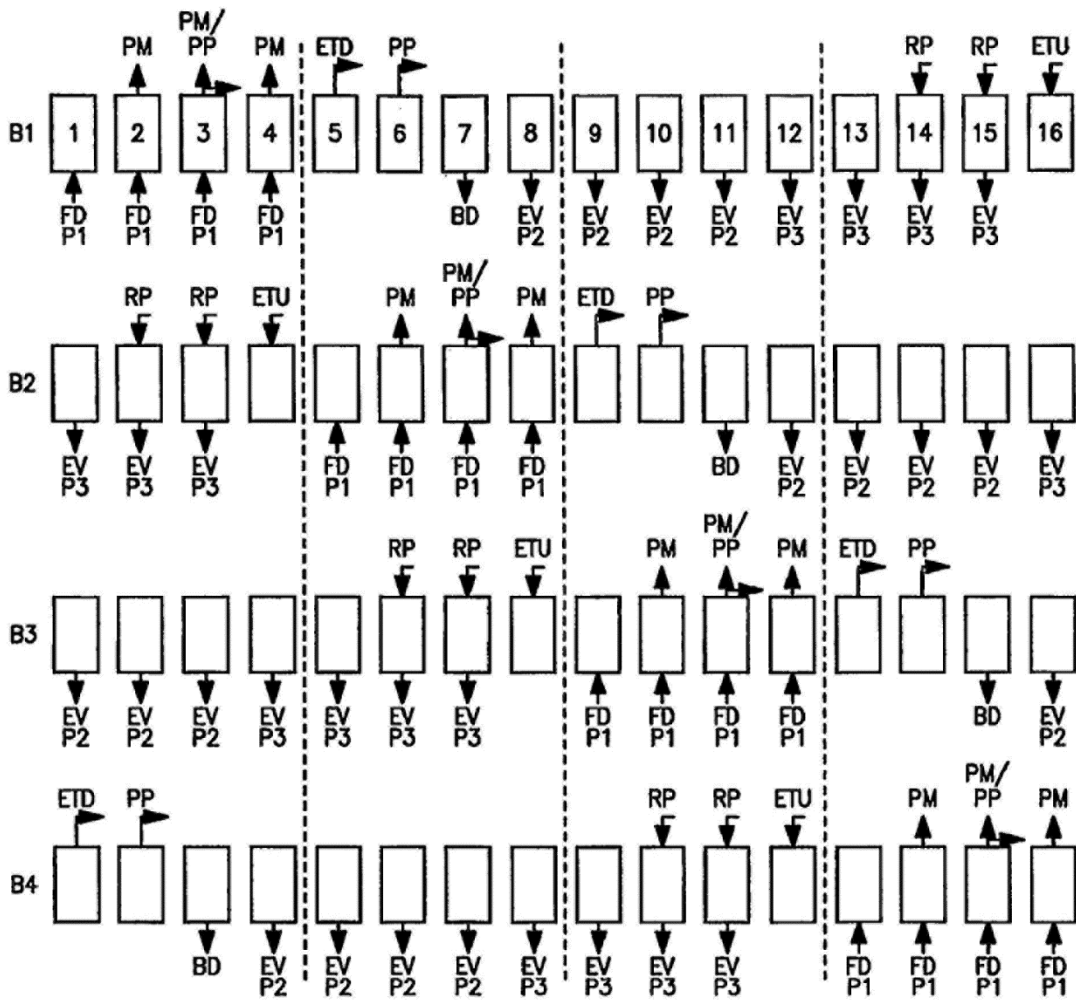 PM/
PM PP PM ETD PP RP RP ETU
B1 1 2 3 4 5 6 7 8 9 10 11 12 13 14 15 16
FD FD FD FD BD EV EV EV EV EV EV EV EV
P1 P1 P1 P1 P2 P2 P2 P2 P3 P3 P3 P3
PM/
RP RP ETU PM PP PM ETD PP
B2
EV EV EV FD FD FD FD BD EV EV EV EV EV
P3 P3 P3 P1 P1 P1 P1 P2 P2 P2 P2 P3
PM/
RP RP ETU PM PP PM ETD PP
B3
EV EV EV EV EV EV EV FD FD FD FD BD EV
P2 P2 P2 P3 P3 P3 P3 P1 P1 P1 P1 P2
PM/
ETD PP RP RP ETU PM PP PM
B4
BD EV EV EV EV EV EV EV EV FD FD FD FD
P2 P2 P2 P2 P3 P3 P3 P3 P1 P1 P1 P1